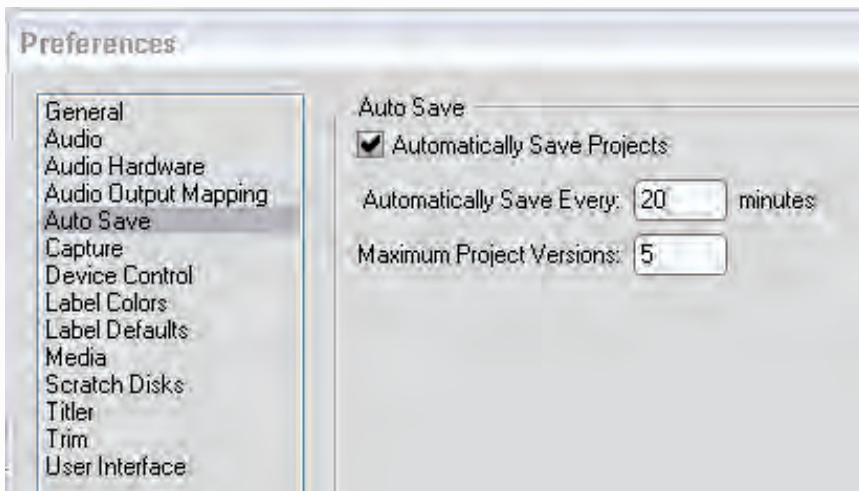 Preferences
General
Audio
Audio Hardware
Audio Output Mapping
Auto Save
Capture
Device Control
Label Colors
Label Defaults
Media
Scratch Disks
Titler
Trim
User Interface
Auto Save
Automatically Save Projects
Automatically Save Every: 20 minutes
Maximum Project Versions: 5